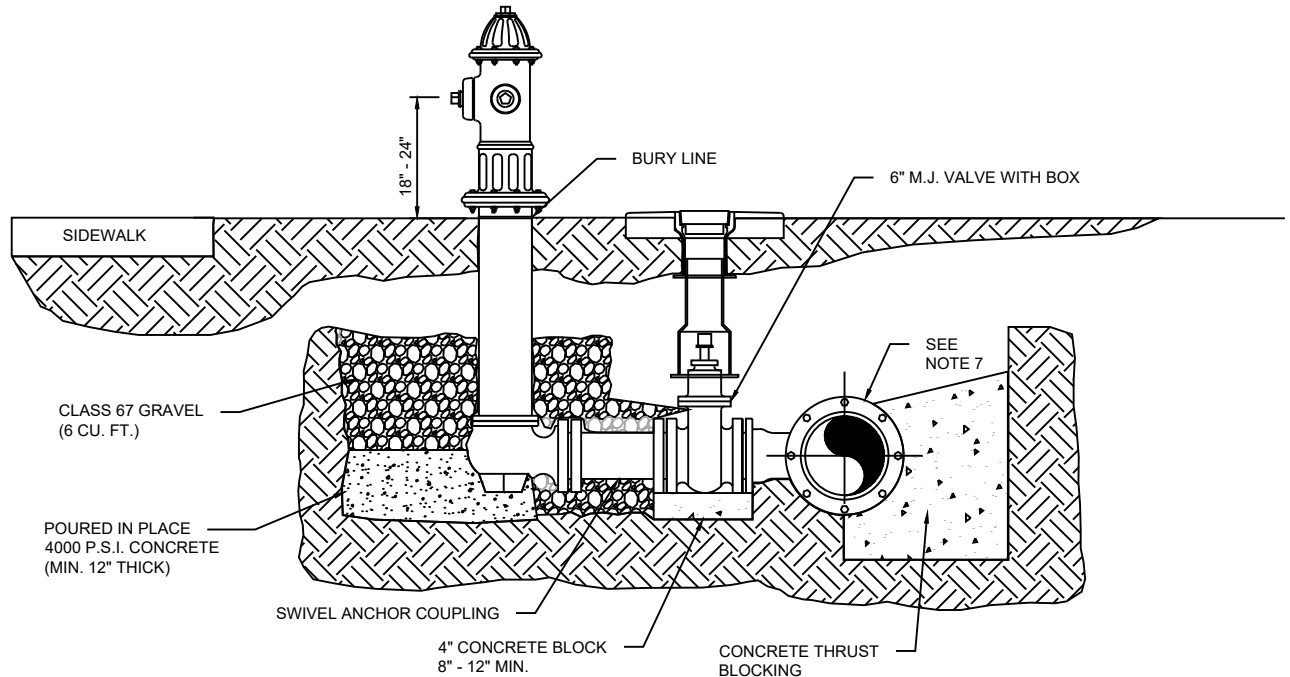 18" - 24"
BURY LINE
6" M.J. VALVE WITH BOX
SIDEWALK
SEE
NOTE 7
CLASS 67 GRAVEL
(6 CU. FT.)
POURED IN PLACE
4000 P.S.I. CONCRETE
(MIN. 12" THICK)
SWIVEL ANCHOR COUPLING
4" CONCRETE BLOCK
8" - 12" MIN.
CONCRETE THRUST
BLOCKING